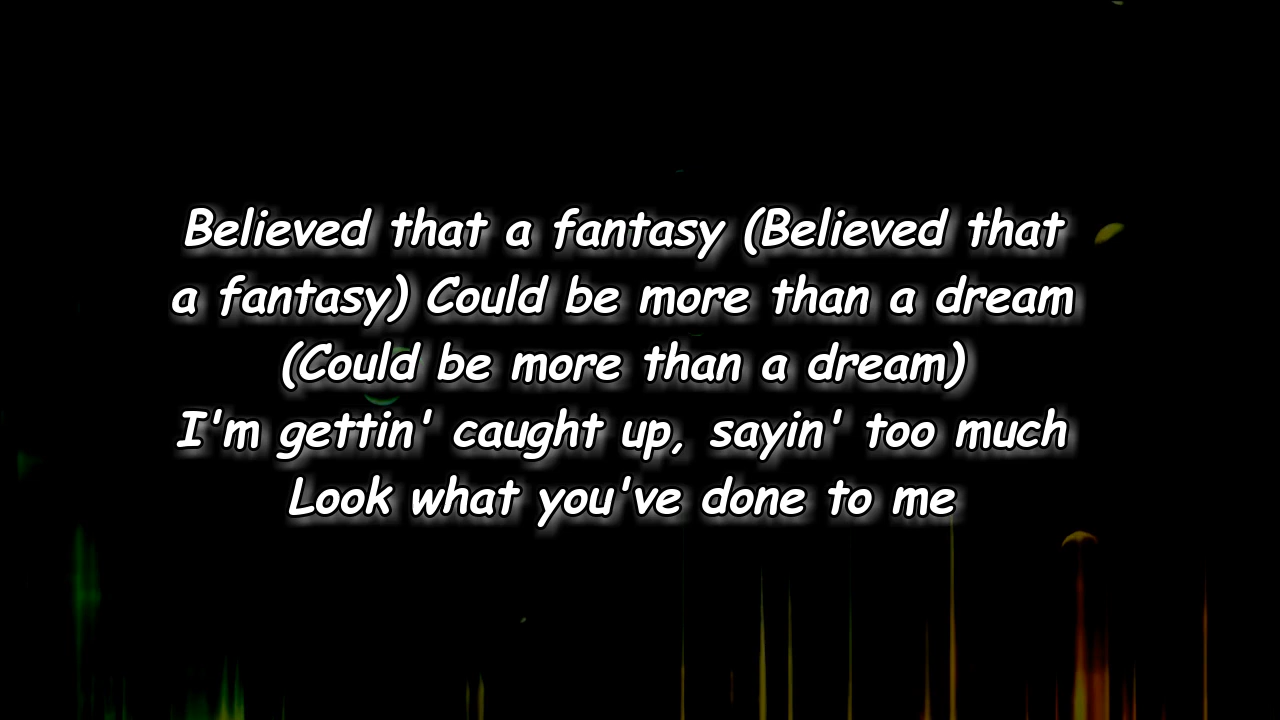 Believed that a fantasy (Believed that
a fantasy) Could be more than a dream
(Could be more than a dream)
I'm gettin' caught up, sayin' too much
Look what you've done to me